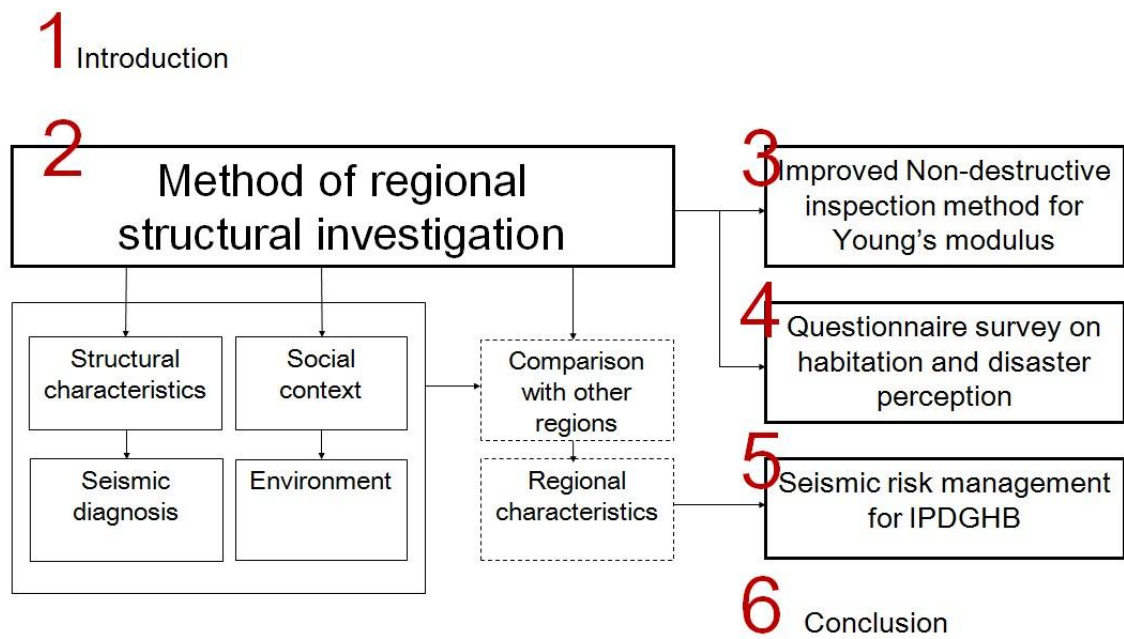 1 Introduction
2
Method of regional
structural investigation
3
Improved Non-destructive
inspection method for
Young's modulus
4
Questionnaire survey on
habitation and disaster
perception
Structural
characteristics
Social
context
Comparison
with other
regions
Seismic
diagnosis
Environment
Regional
characteristics
5
Seismic risk management
for IPDGHB
6 Conclusion